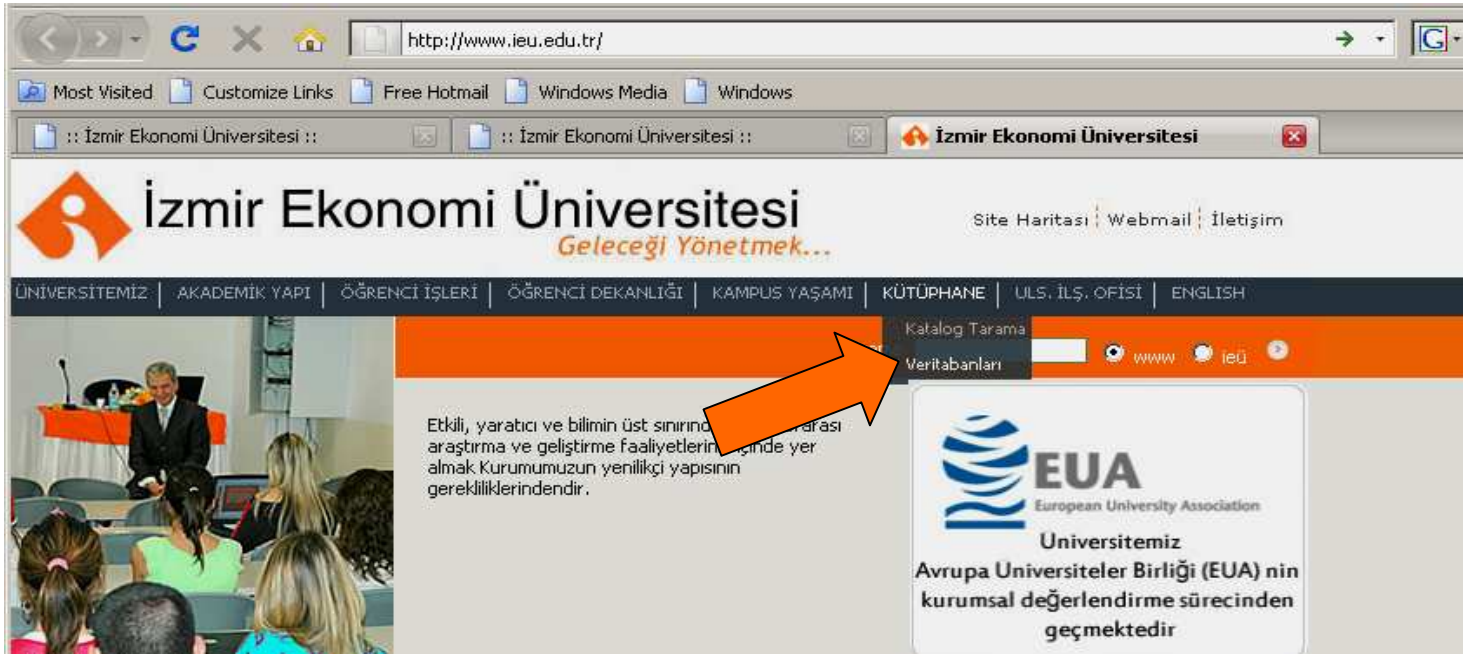 http://www.ieu.edu.tr/
Most Visited Customize Links Free Hotmail Windows Media Windows
:: İzmir Ekonomi Üniversitesi :: :: İzmir Ekonomi Üniversitesi :: İzmir Ekonomi Üniversitesi
İzmir Ekonomi Üniversitesi
Geleceği Yönetmek...
Site Haritası Webmail İletişim
ÜNİVERSİTEMİZ | AKADEMİK YAPI | ÖĞRENCİ İŞLERİ | ÖĞRENCİ DEKANLIĞI | KAMPUS YAŞAMI | KÜTÜPHANE | ULS. İLŞ. OFİSİ | ENGLISH
Katalog Tarama
Veritabanları
www ieü
Etkili, yaratıcı ve bilimin üst
araştırma ve geliştirme yer
almak Kurumumuzun yenilikçi yapısının
gerekliliklerindendir.
EUA
European University Association
Üniversitemiz
Avrupa Üniversiteler Birliği (EUA) nin
kurumsal değerlendirme sürecinden
geçmektedir